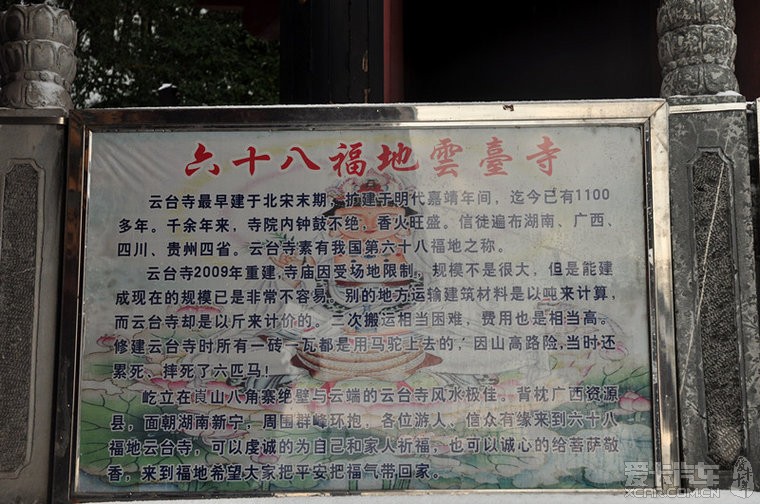 六十八福地雲臺寺
云台寺最早建于北宋末期，扩建于明代嘉靖年间，迄今已有1100
多年。千余年来，寺院内钟鼓不绝，香火旺盛。信徒遍布湖南、广西、
四川、贵州四省。云台寺素有我国第六十八福地之称。
云台寺2009年重建,寺庙因受场地限制，规模不是很大，但是能建
成现在的规模已是非常不容易。别的地方运输建筑材料是以吨来计算，
而云台寺却是以斤来计价的。二次搬运相当困难，费用也是相当高。
修建云台寺时所有一砖一瓦都是用马驼上去的，因山高路险,当时还
累死、摔死了六匹马！
屹立在崀山八角寨绝壁与云端的云台寺风水极佳。背枕广西资源
县，面朝湖南新宁，周围群峰环抱，各位游人、信众有缘来到六十八
福地云台寺，可以虔诚的为自己和家人祈福，也可以诚心的给菩萨敬
香，来到福地希望大家把平安把福气带回家。
爱卡汽车
XCAR.COM.CN